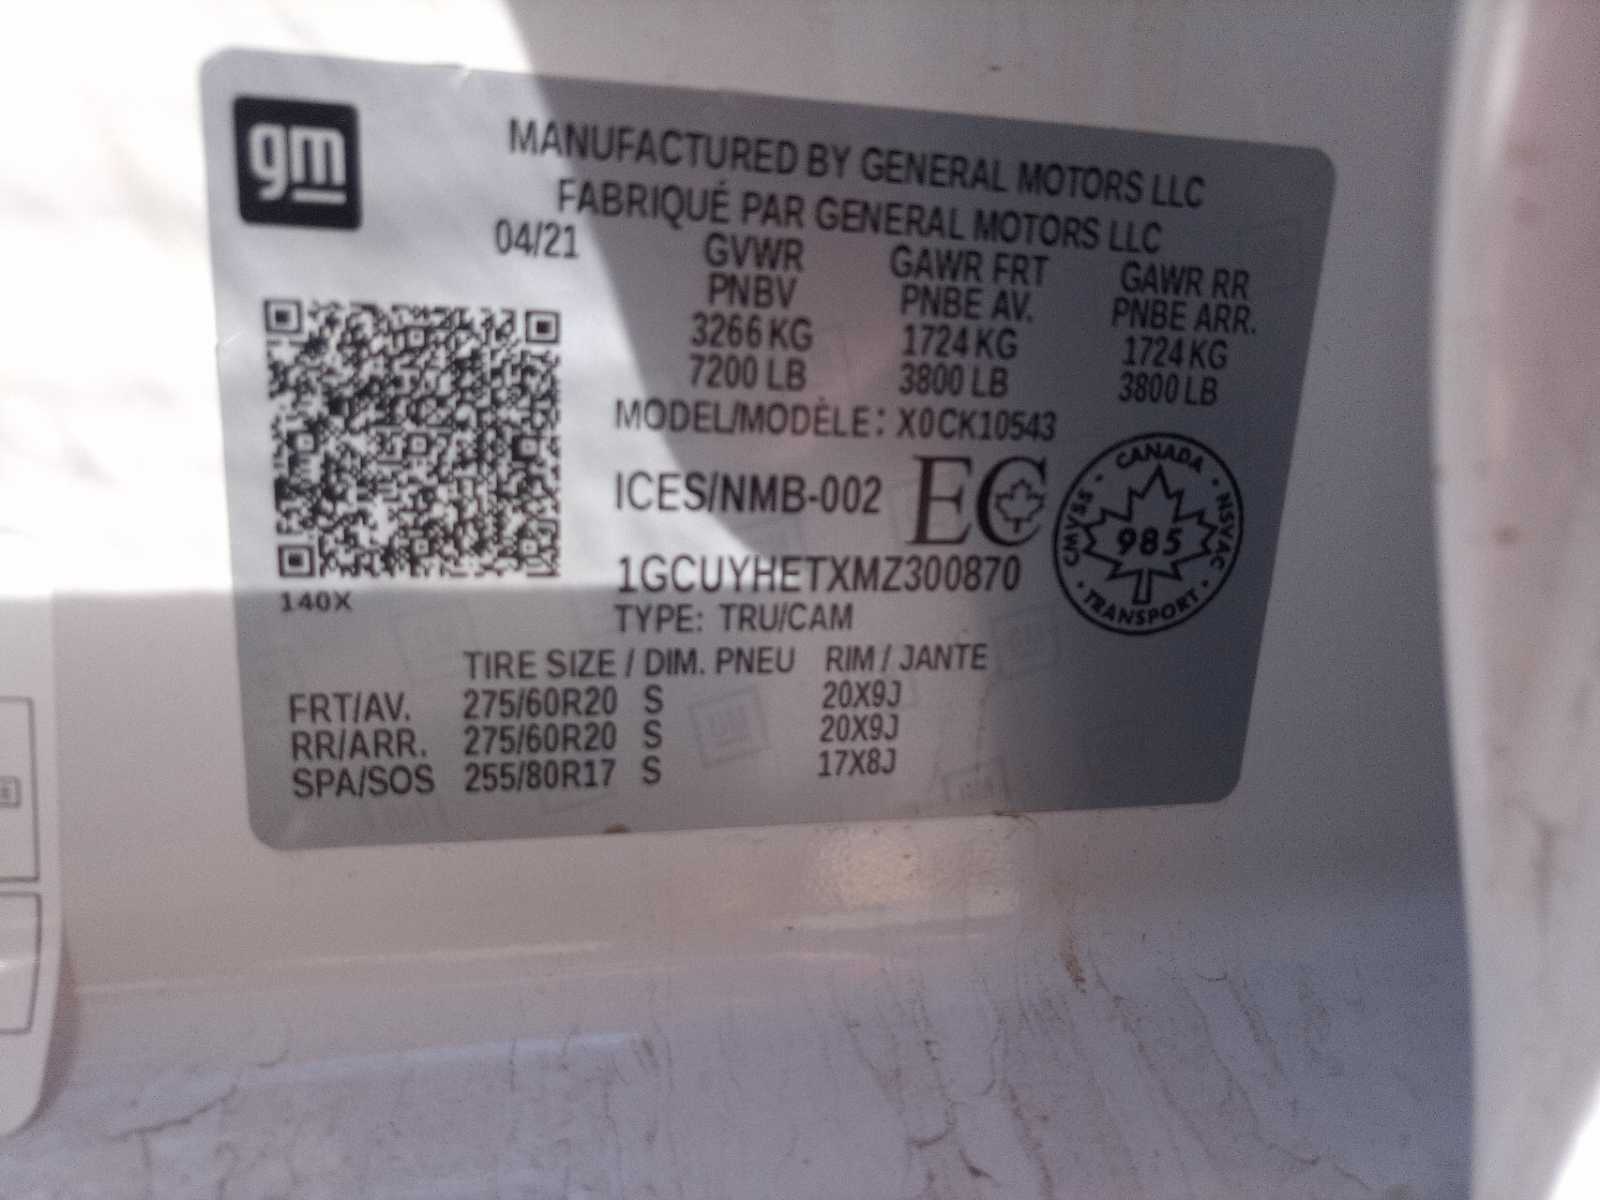 gm
MANUFACTURED BY GENERAL MOTORS LLC
FABRIQUÉ PAR GENERAL MOTORS LLC
04/21
GVWR GAWR FRT GAWR RR
PNBV PNBE AV. PNBE ARR.
3266 KG 1724 KG 1724 KG
7200 LB 3800 LB 3800 LB
MODEL/MODÈLE: X0CK10543
ICES/NMB-002 EC
CANADA
CMVSS NSVAC
985
TRANSPORT
1GCUYHETXMZ300870
140X
TYPE: TRU/CAM
TIRE SIZE / DIM. PNEU RIM / JANTE
FRT/AV. 275/60R20 S 20X9J
RR/ARR. 275/60R20 S 20X9J
SPA/SOS 255/80R17 S 17X8J